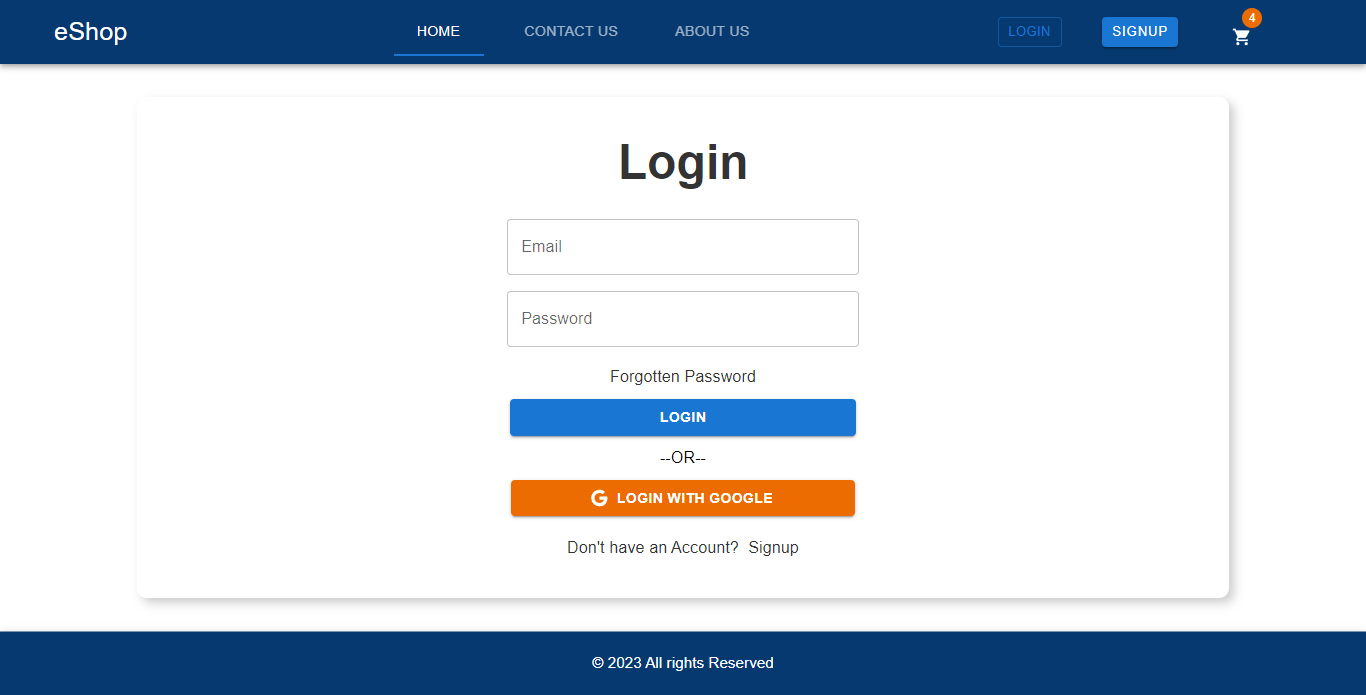 eShop HOME CONTACT US ABOUT US LOGIN SIGNUP 4
Login
Email
Password
Forgotten Password
LOGIN
--OR--
LOGIN WITH GOOGLE
Don't have an Account? Signup
© 2023 All rights Reserved